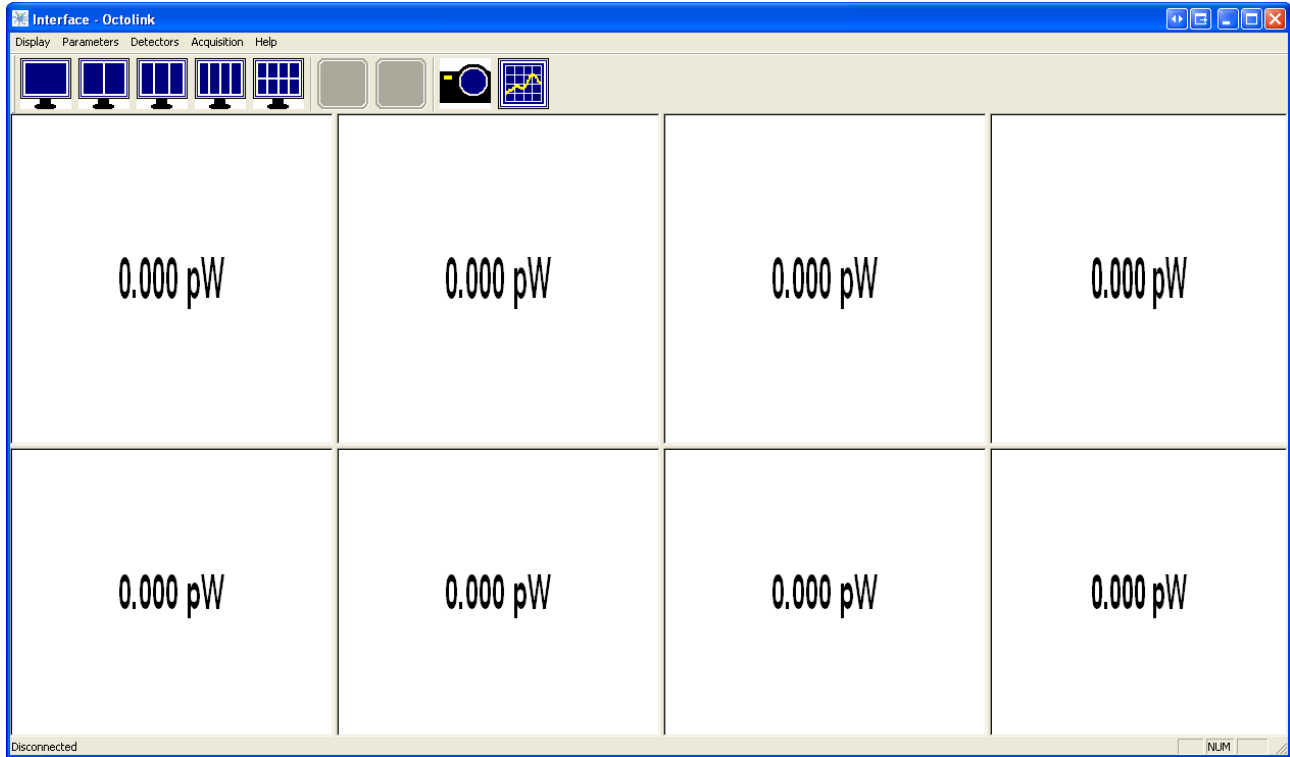 Interface - Octolink
Display Parameters Detectors Acquisition Help
0.000 pW 0.000 pW 0.000 pW 0.000 pW
0.000 pW 0.000 pW 0.000 pW 0.000 pW
Disconnected NUM